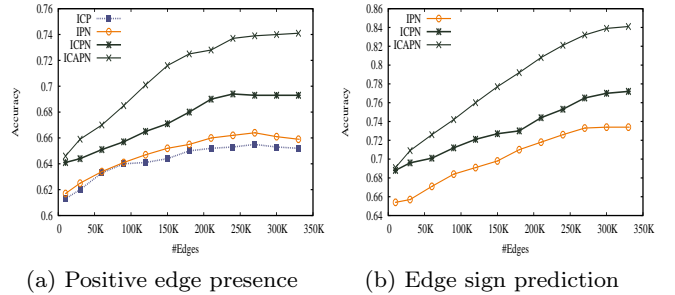 ICP
IPN
ICPN
ICAPN
0.76
0.74
0.72
0.7
0.68
0.66
0.64
0.62
0.6
Accuracy
0
50K
100K
150K
200K
250K
300K
350K
#Edges
(a) Positive edge presence
IPN
ICPN
ICAPN
0.86
0.84
0.82
0.8
0.78
0.76
0.74
0.72
0.7
0.68
0.66
0.64
Accuracy
0
50K
100K
150K
200K
250K
300K
350K
#Edges
(b) Edge sign prediction